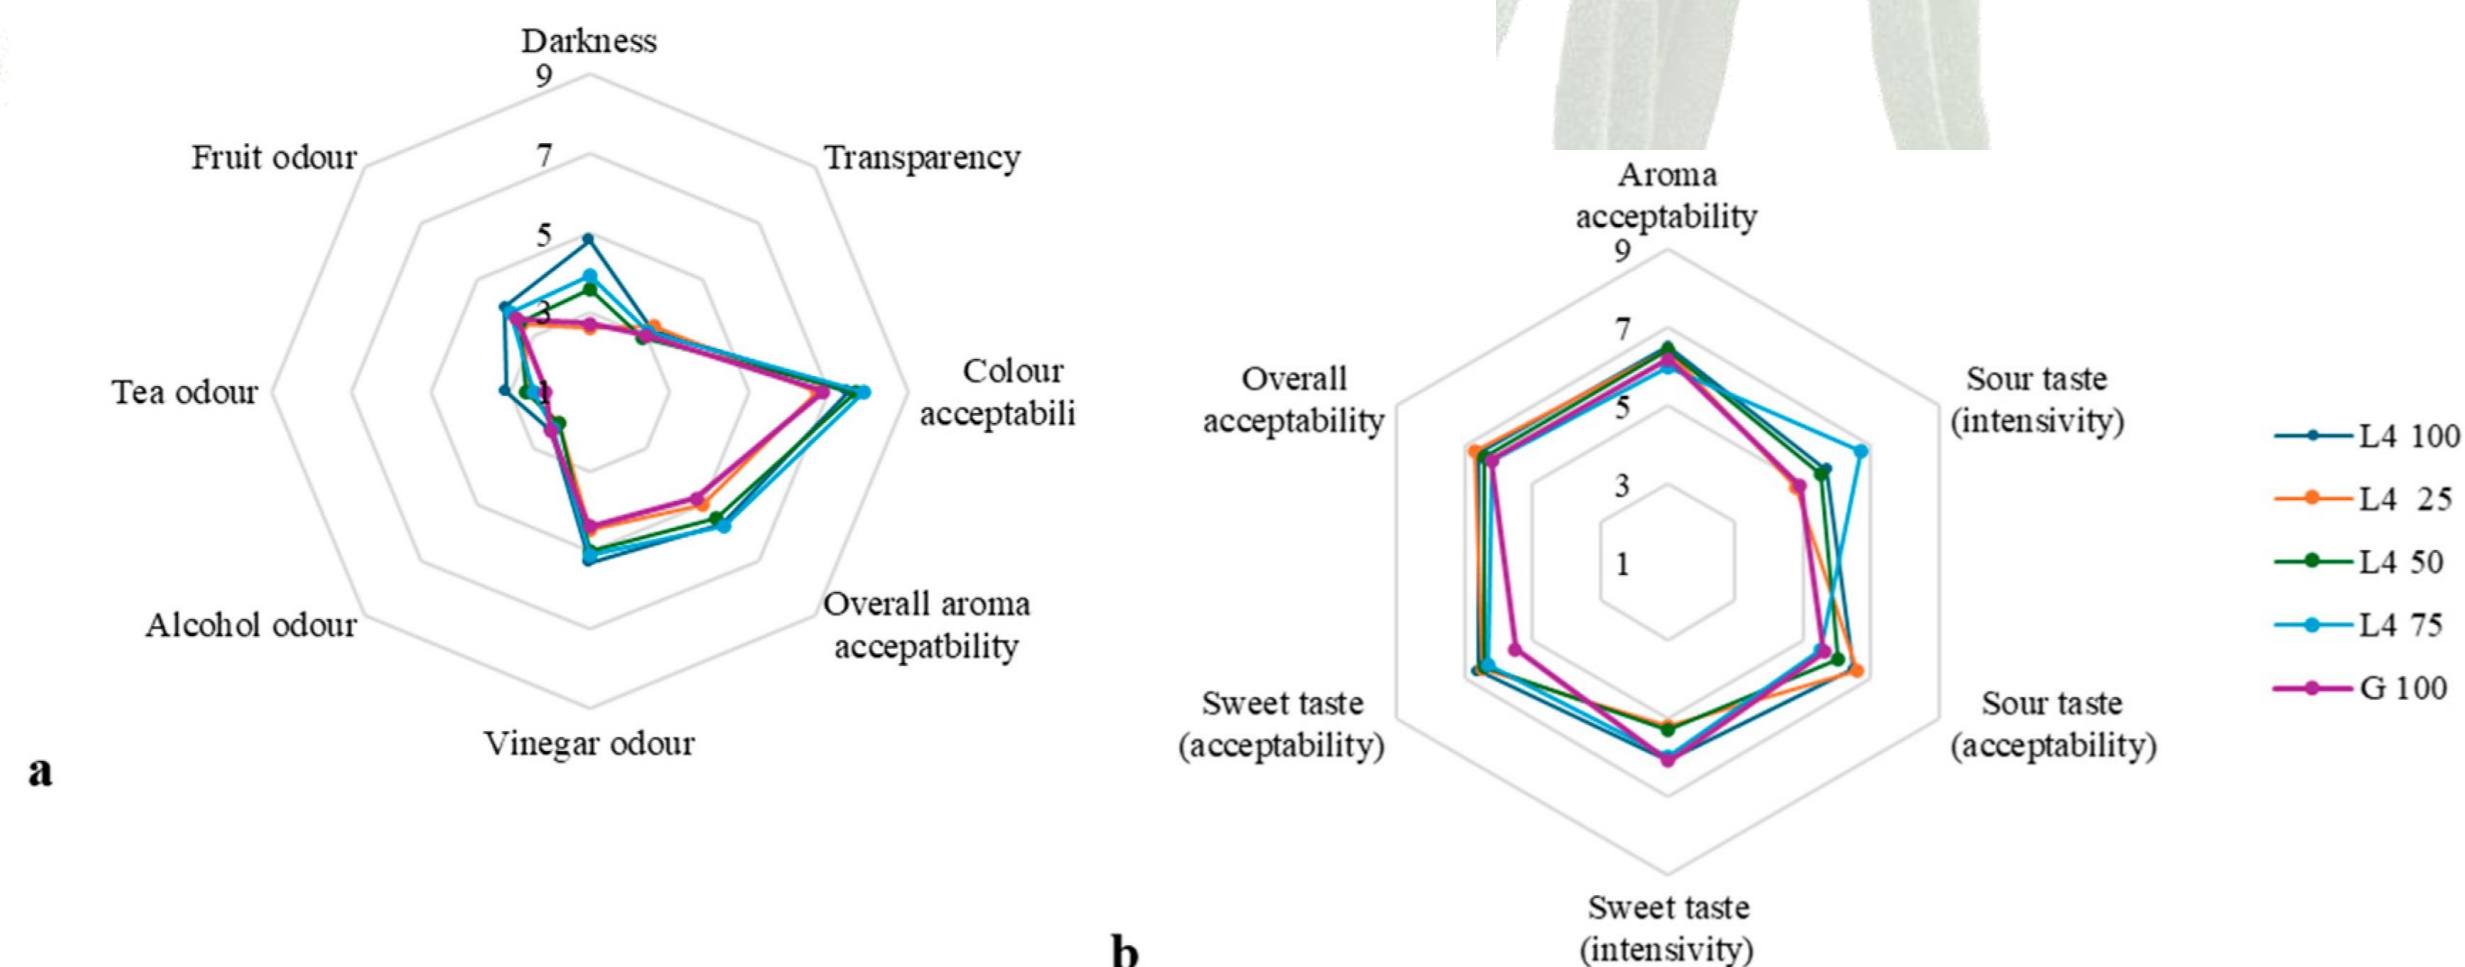 Darkness
9
7
5
3
1
Transparency
Colour
acceptabili
Overall aroma
accepatbility
Vinegar odour
Alcohol odour
Tea odour
Fruit odour
a
Aroma
acceptability
9
7
5
3
1
Sour taste
(intensivity)
Sour taste
(acceptability)
Sweet taste
(intensivity)
Sweet taste
(acceptability)
Overall
acceptability
b
L4 100
L4 25
L4 50
L4 75
G 100